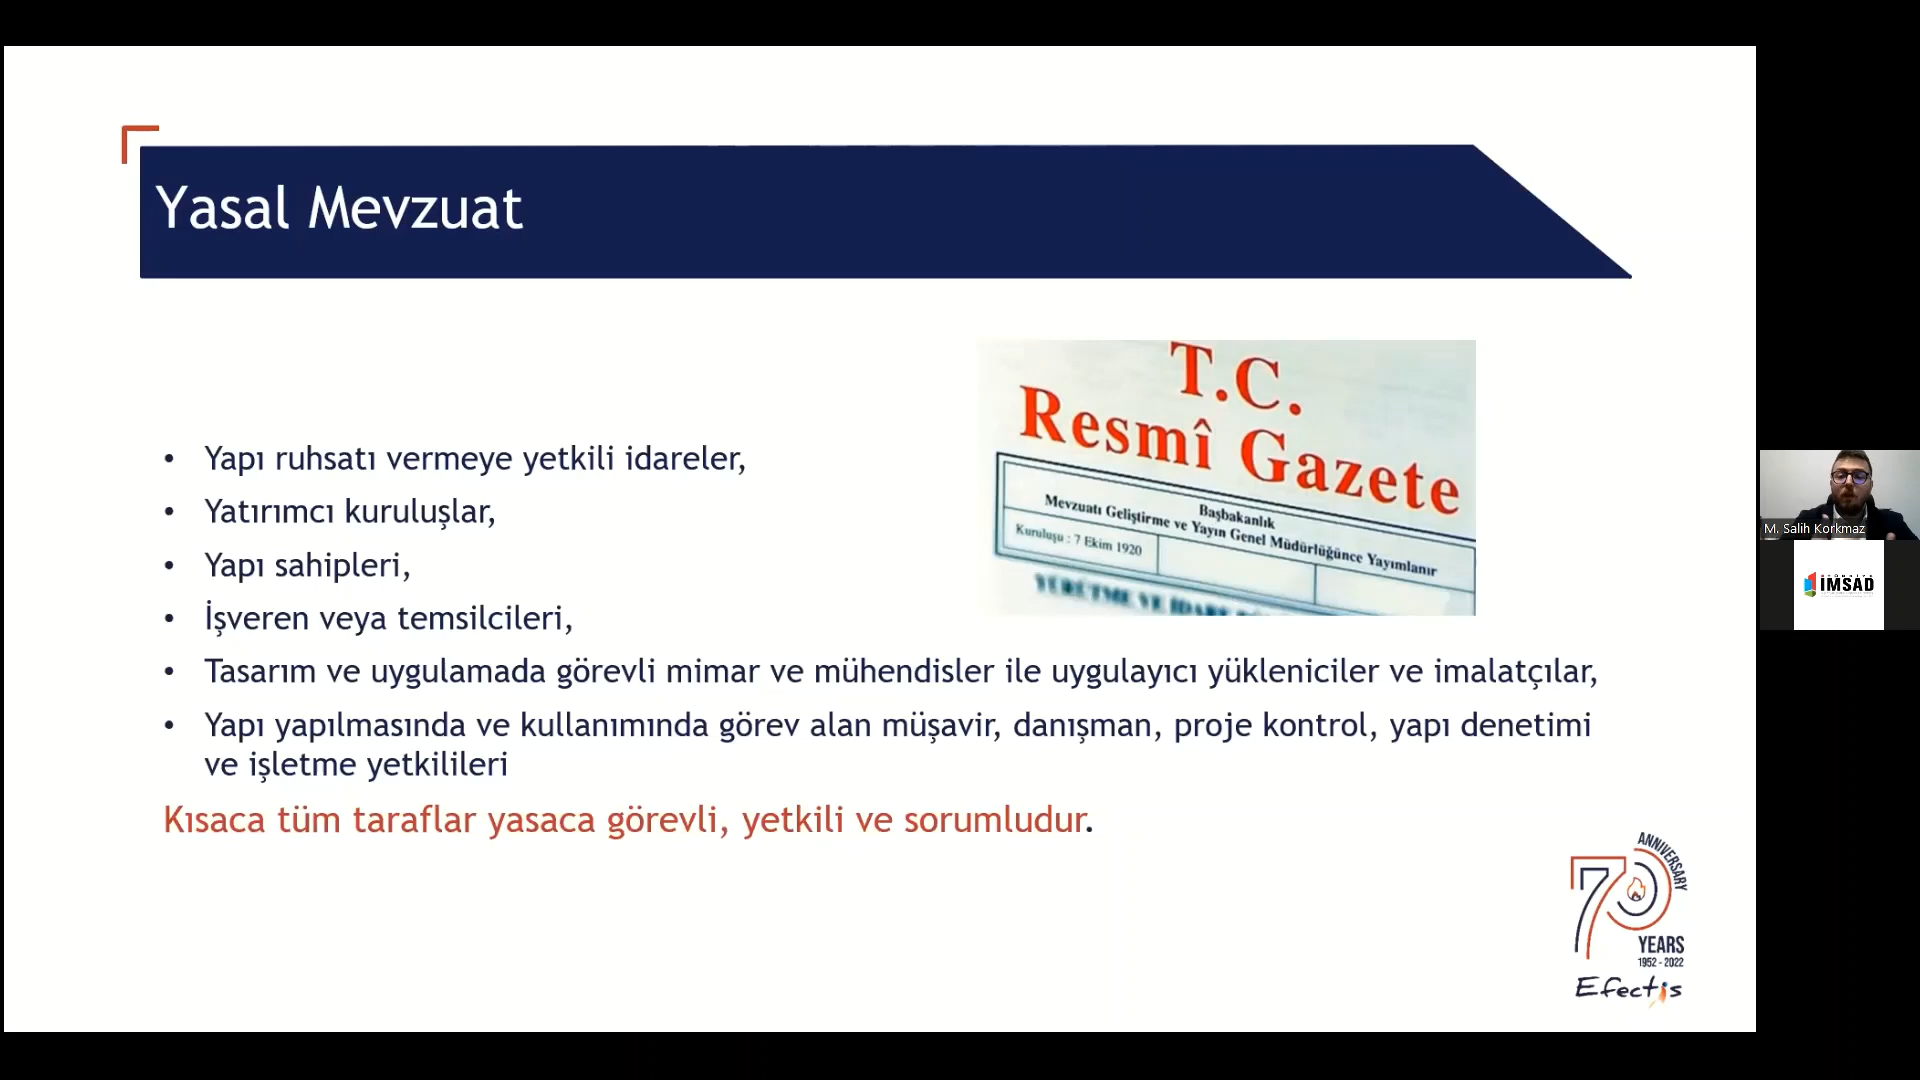 Yasal Mevzuat
T.C.
Resmî Gazete
Başbakanlık
Mevzuatı Geliştirme ve Yayın Genel Müdürlüğünce Yayımlanır
Kuruluşu : 7 Ekim 1920
YÜRÜTME VE İDARE
• Yapı ruhsatı vermeye yetkili idareler,
• Yatırımcı kuruluşlar,
• Yapı sahipleri,
• İşveren veya temsilcileri,
• Tasarım ve uygulamada görevli mimar ve mühendisler ile uygulayıcı yükleniciler ve imalatçılar,
• Yapı yapılmasında ve kullanımında görev alan müşavir, danışman, proje kontrol, yapı denetimi
ve işletme yetkilileri
Kısaca tüm taraflar yasaca görevli, yetkili ve sorumludur.
70
ANNIVERSARY
YEARS
1952 - 2022
Efectis
M. Salih Korkmaz
İMSAD